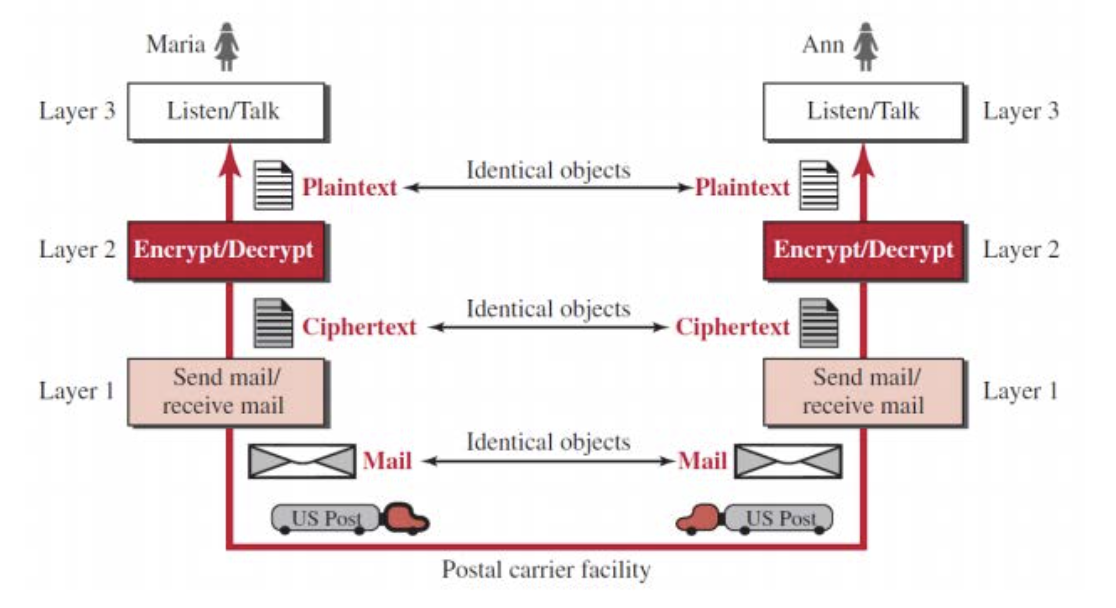 Maria
Ann
Layer 3
Listen/Talk
Listen/Talk
Layer 3
Identical objects
Plaintext
Plaintext
Layer 2
Encrypt/Decrypt
Encrypt/Decrypt
Layer 2
Identical objects
Ciphertext
Ciphertext
Layer 1
Send mail/
receive mail
Send mail/
receive mail
Layer 1
Identical objects
Mail
Mail
US Post
US Post
Postal carrier facility